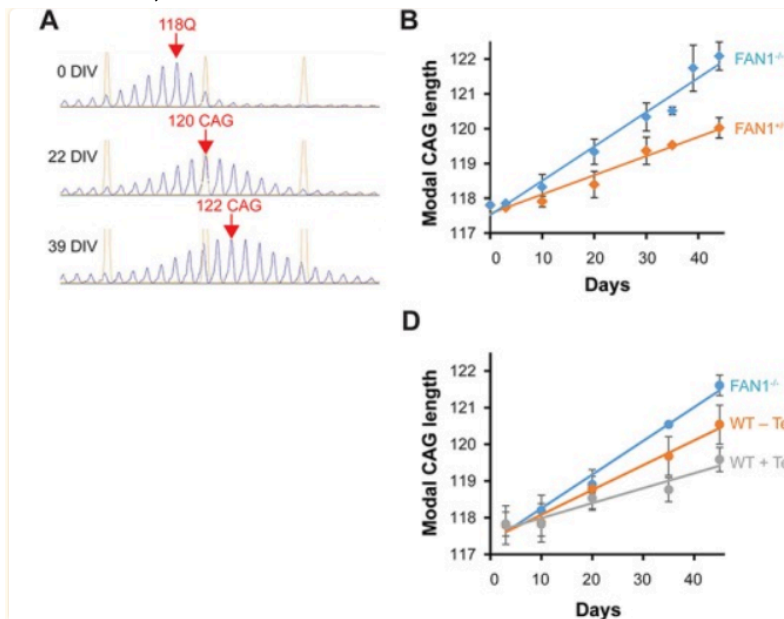 A
118Q
0 DIV
120 CAG
22 DIV
122 CAG
39 DIV
B
Modal CAG length
122
121
120
119
118
117
0 10 20 30 40
Days
FAN1-/-
FAN1+/
D
Modal CAG length
122
121
120
119
118
117
0 10 20 30 40
Days
FAN1-/-
WT – Te
WT + Te